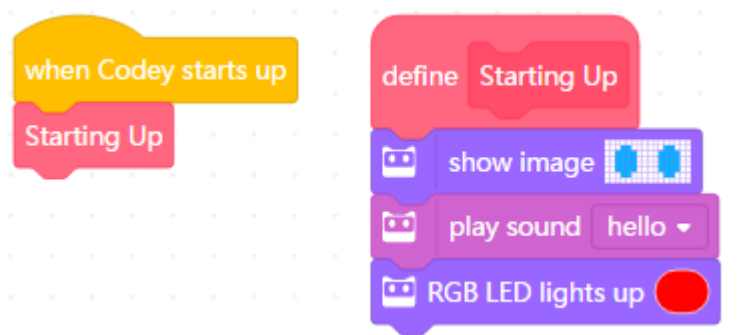 when Codey starts up
Starting Up
define Starting Up
show image
play sound hello
RGB LED lights up